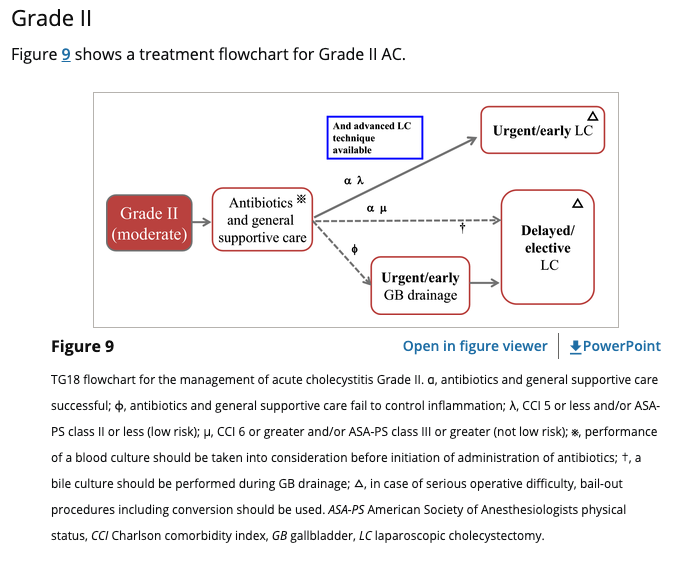 Grade II
Figure 9 shows a treatment flowchart for Grade II AC.
And advanced LC
technique
available
Urgent/early LC
△
α λ
Grade II
(moderate)
Antibiotics ※
and general
supportive care
α μ
†
ϕ
△
Delayed/
elective
LC
Urgent/early
GB drainage
Figure 9
Open in figure viewer
PowerPoint
TG18 flowchart for the management of acute cholecystitis Grade II. α, antibiotics and general supportive care
successful; ϕ, antibiotics and general supportive care fail to control inflammation; λ, CCI 5 or less and/or ASA-
PS class II or less (low risk); μ, CCI 6 or greater and/or ASA-PS class III or greater (not low risk); ※, performance
of a blood culture should be taken into consideration before initiation of administration of antibiotics; †, a
bile culture should be performed during GB drainage; △, in case of serious operative difficulty, bail-out
procedures including conversion should be used. ASA-PS American Society of Anesthesiologists physical
status, CCI Charlson comorbidity index, GB gallbladder, LC laparoscopic cholecystectomy.